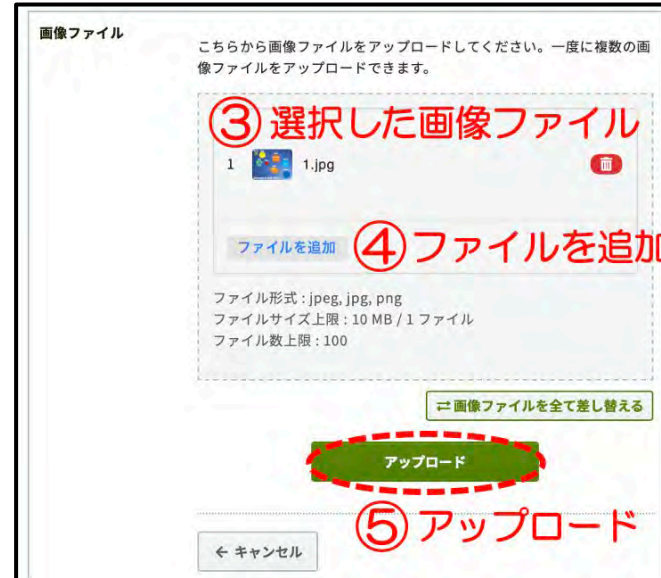 画像ファイル
こちらから画像ファイルをアップロードしてください。一度に複数の画
像ファイルをアップロードできます。
③選択した画像ファイル
1 1.jpg
ファイルを追加 ④ファイルを追加
ファイル形式 : jpeg, jpg, png
ファイルサイズ上限 : 10 MB / 1 ファイル
ファイル数上限 : 100
⇄画像ファイルを全て差し替える
アップロード
⑤アップロード
← キャンセル